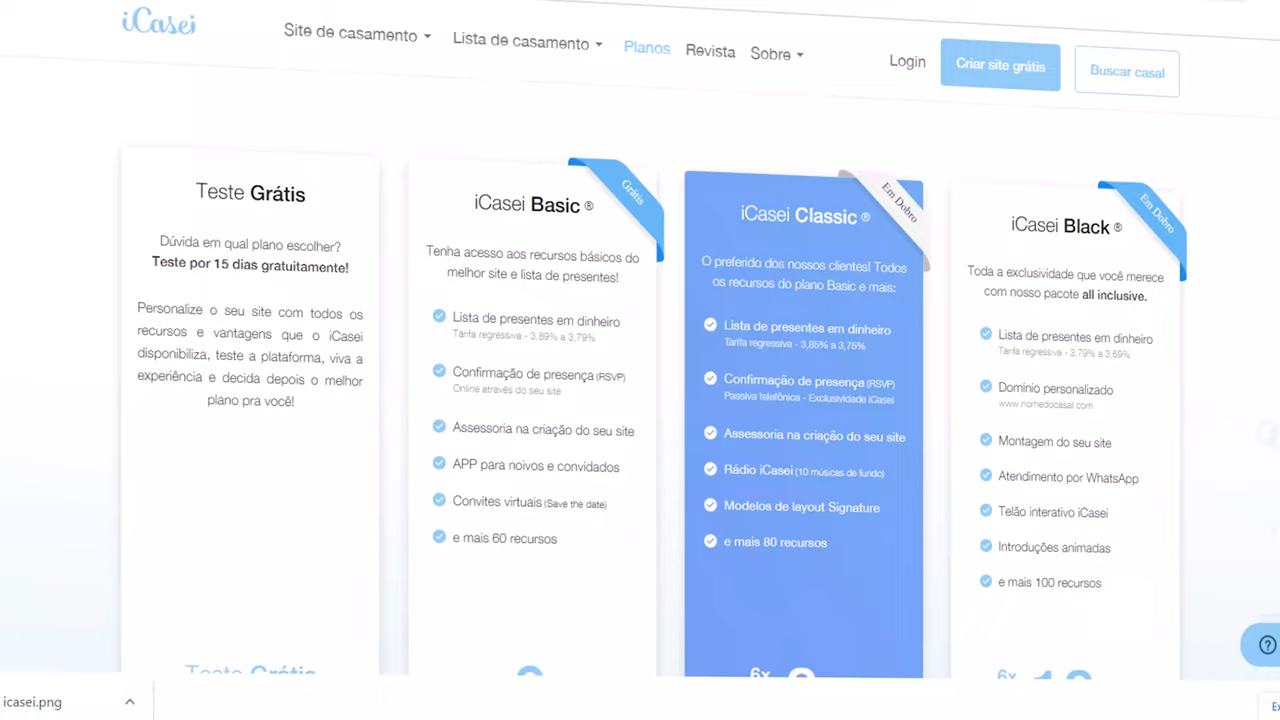 iCasei
Site de casamento
Lista de casamento
Planos
Revista
Sobre
Login
Criar site grátis
Buscar casal
Teste Grátis
Dúvida em qual plano escolher?
Teste por 15 dias gratuitamente!
Personalize o seu site com todos os
recursos e vantagens que o iCasei
disponibiliza, teste a plataforma, viva a
experiência e decida depois o melhor
plano pra você!
Teste Grátis
Grátis
iCasei Basic ®
Tenha acesso aos recursos básicos do
melhor site e lista de presentes!
Lista de presentes em dinheiro
Tarifa regressiva - 3,89% a 3,79%
Confirmação de presença (RSVP)
Online através do seu site
Assessoria na criação do seu site
APP para noivos e convidados
Convites virtuais (Save the date)
e mais 60 recursos
Em Dobro
iCasei Classic ®
O preferido dos nossos clientes! Todos
os recursos do plano Basic e mais:
Lista de presentes em dinheiro
Tarifa regressiva - 3,85% a 3,75%
Confirmação de presença (RSVP)
Passiva telefônica - Exclusividade iCasei
Assessoria na criação do seu site
Rádio iCasei (10 músicas de fundo)
Modelos de layout Signature
e mais 80 recursos
6x
Em Dobro
iCasei Black ®
Toda a exclusividade que você merece
com nosso pacote all inclusive.
Lista de presentes em dinheiro
Tarifa regressiva - 3,79% a 3,69%
Domínio personalizado
www.nomedocasal.com
Montagem do seu site
Atendimento por WhatsApp
Telão interativo iCasei
Introduções animadas
e mais 100 recursos
6x
icasei.png